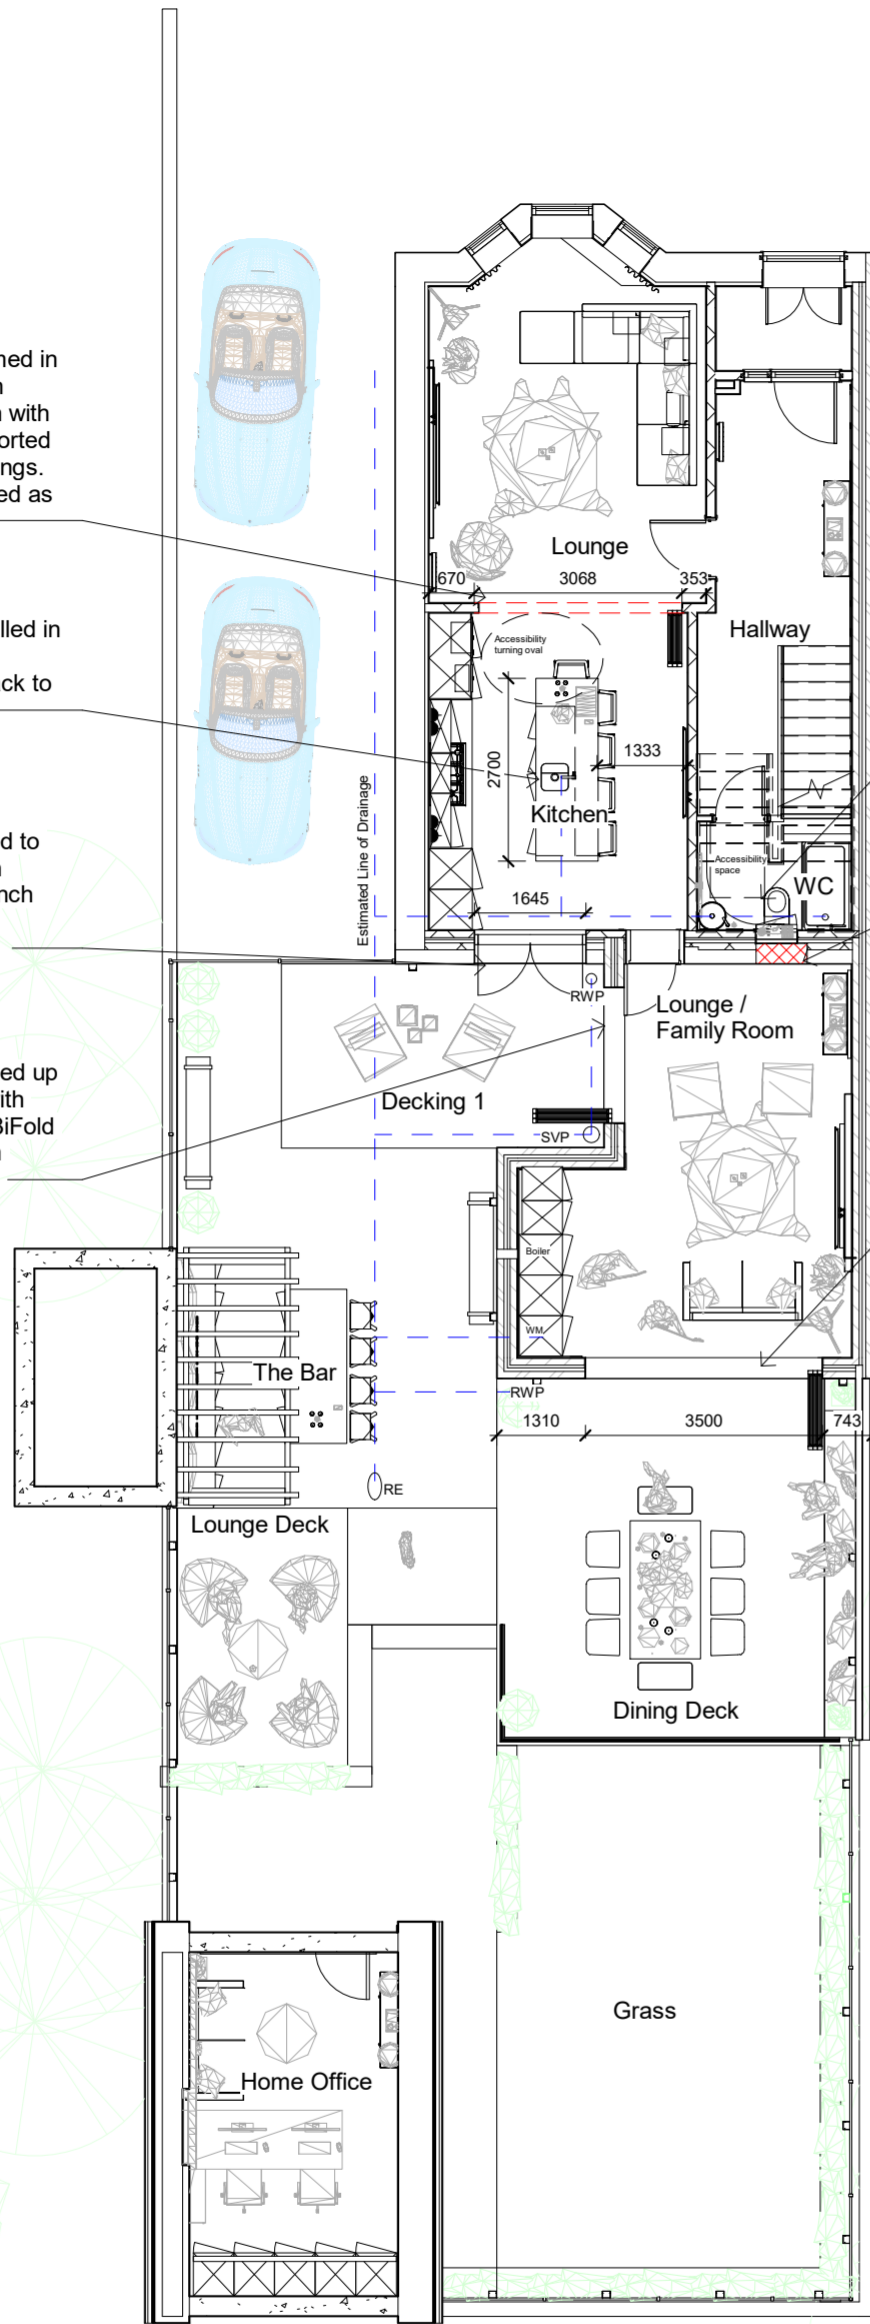 ned in
n
n with
orted
ngs.
ed as
lled in
ack to
d to
n
nch
ed up
ith
BiFold
n
Lounge
670
3068
353
Accessibility
turning oval
Hallway
2700
1333
Kitchen
Estimated Line of Drainage
Accessibility
space
WC
1645
RWP
Lounge /
Family Room
Decking 1
SVP
Boiler
WM
The Bar
RWP
1310
3500
743
RE
Lounge Deck
Dining Deck
Grass
Home Office